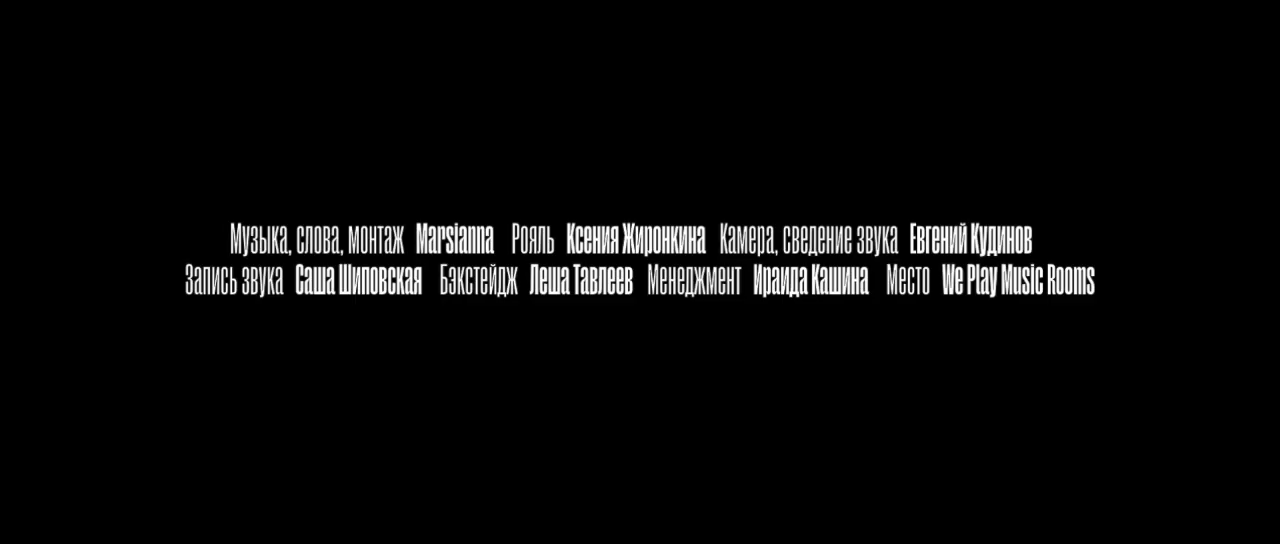 Музыка, слова, монтаж Marsianna Рояль Ксения Жиронкина Камера, сведение звука Евгений Кудинов
Запись звука Саша Шиповская Бэкстейдж Леша Тавлеев Менеджмент Ираида Кашина Место We Play Music Rooms